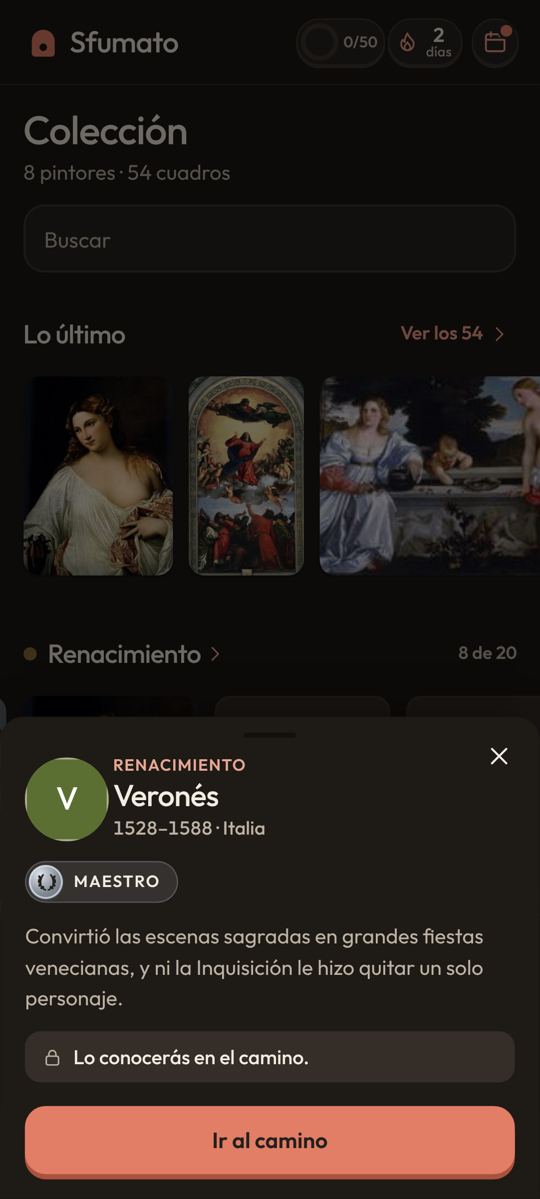 Sfumato
0/50
2
días
Colección
8 pintores · 54 cuadros
Buscar
Lo último
Ver los 54
Renacimiento
8 de 20
V
RENACIMIENTO
Veronés
1528–1588 · Italia
MAESTRO
Convirtió las escenas sagradas en grandes fiestas
venecianas, y ni la Inquisición le hizo quitar un solo
personaje.
Lo conocerás en el camino.
Ir al camino